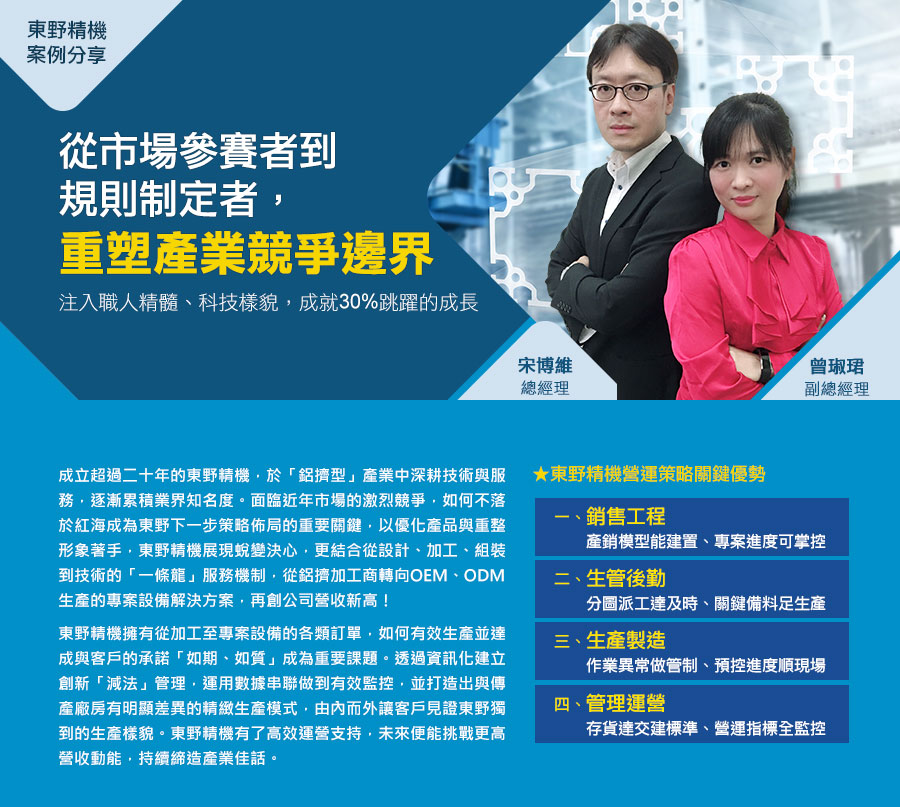 東野精機
案例分享
從市場參賽者到
規則制定者，
重塑產業競爭邊界
注入職人精髓、科技樣貌，成就30%跳躍的成長
宋博維
總經理
曾琡珺
副總經理
成立超過二十年的東野精機，於「鋁擠型」產業中深耕技術與服
務，逐漸累積業界知名度。面臨近年市場的激烈競爭，如何不落
於紅海成為東野下一步策略佈局的重要關鍵，以優化產品與重整
形象著手，東野精機展現蛻變決心，更結合從設計、加工、組裝
到技術的「一條龍」服務機制，從鋁擠加工商轉向OEM、ODM
生產的專案設備解決方案，再創公司營收新高！
東野精機擁有從加工至專案設備的各類訂單，如何有效生產並達
成與客戶的承諾「如期、如質」成為重要課題。透過資訊化建立
創新「減法」管理，運用數據串聯做到有效監控，並打造出與傳
產廠房有明顯差異的精緻生產模式，由內而外讓客戶見證東野獨
到的生產樣貌。東野精機有了高效運營支持，未來便能挑戰更高
營收動能，持續締造產業佳話。
★東野精機營運策略關鍵優勢
一、銷售工程
產銷模型能建置、專案進度可掌控
二、生管後勤
分圖派工達及時、關鍵備料足生產
三、生產製造
作業異常做管制、預控進度順現場
四、管理運營
存貨達交建標準、營運指標全監控